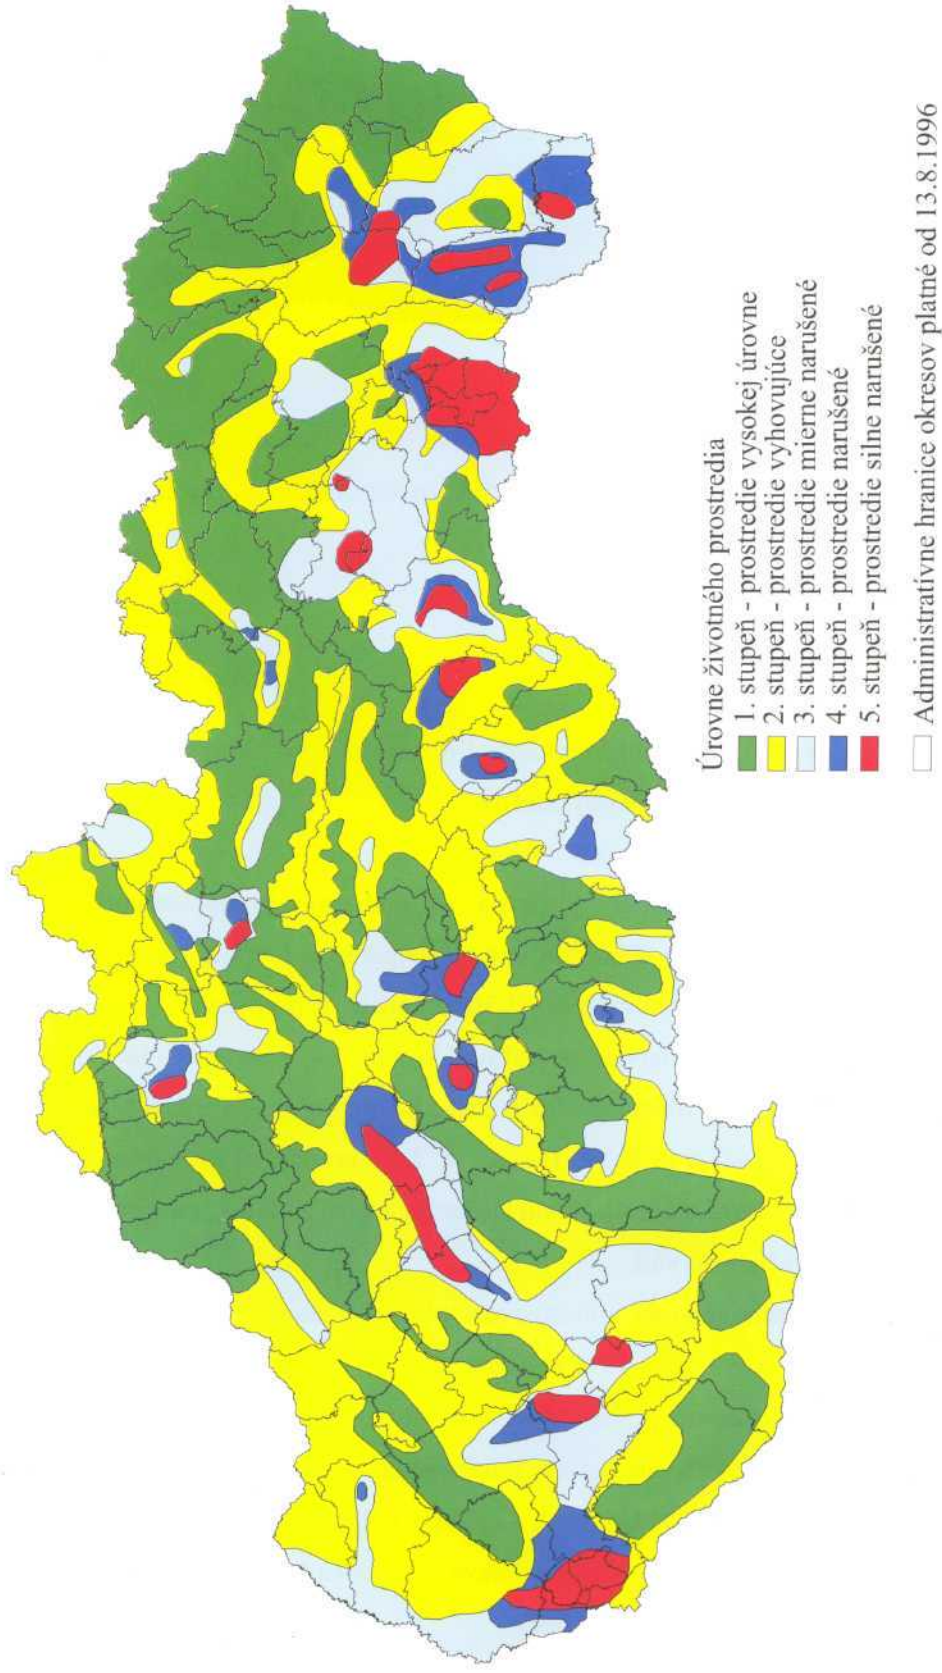 Úrovne životného prostredia
1. stupeň - prostredie vysokej úrovne
2. stupeň - prostredie vyhovujúce
3. stupeň - prostredie mierne narušené
4. stupeň - prostredie narušené
5. stupeň - prostredie silne narušené
Administratívne hranice okresov platné od 13.8.1996